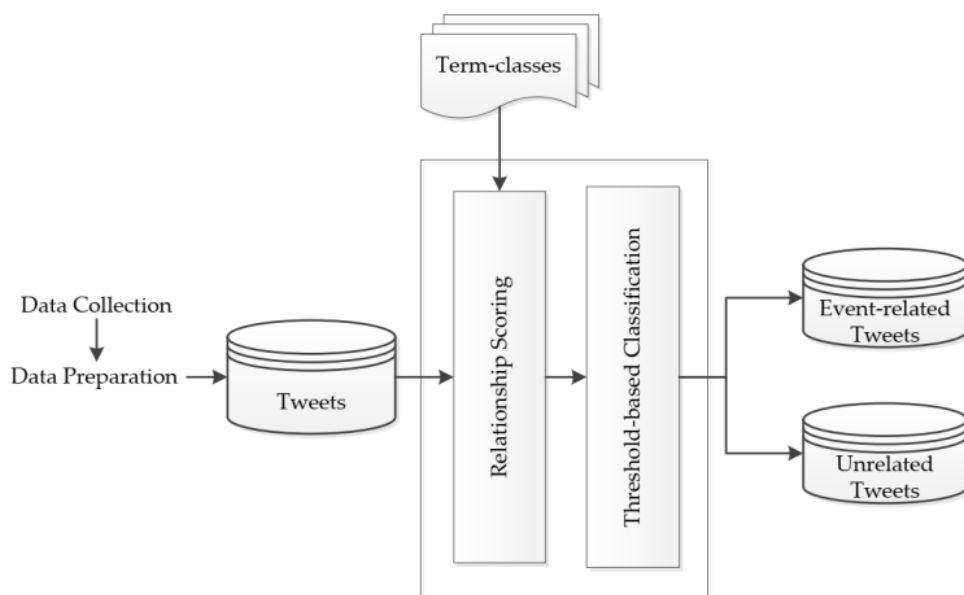 Term-classes
Data Collection
Data Preparation
Tweets
Relationship Scoring
Threshold-based Classification
Event-related
Tweets
Unrelated
Tweets